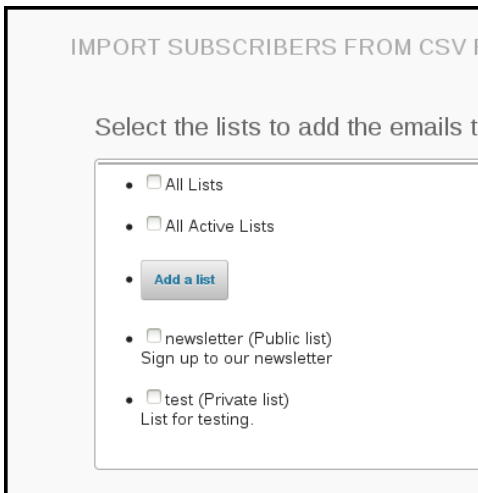 IMPORT SUBSCRIBERS FROM CSV
Select the lists to add the emails
All Lists
All Active Lists
Add a list
newsletter (Public list)
Sign up to our newsletter
test (Private list)
List for testing.